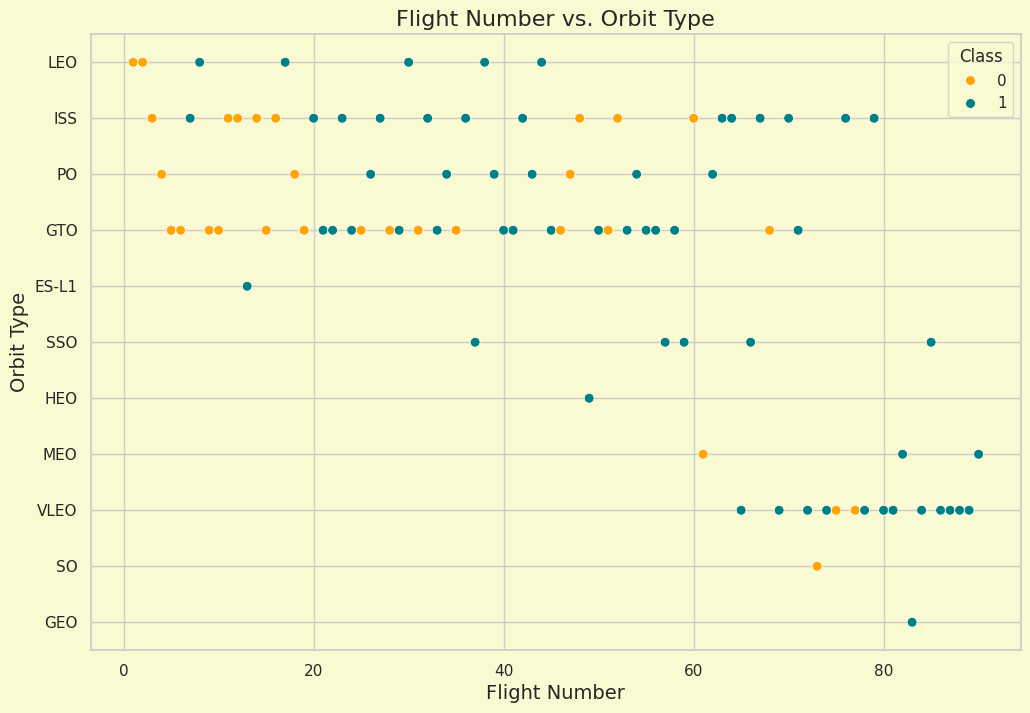 Flight Number vs. Orbit Type
Class
0
1
Orbit Type
LEO
ISS
PO
GTO
ES-L1
SSO
HEO
MEO
VLEO
SO
GEO
0 20 40 60 80
Flight Number